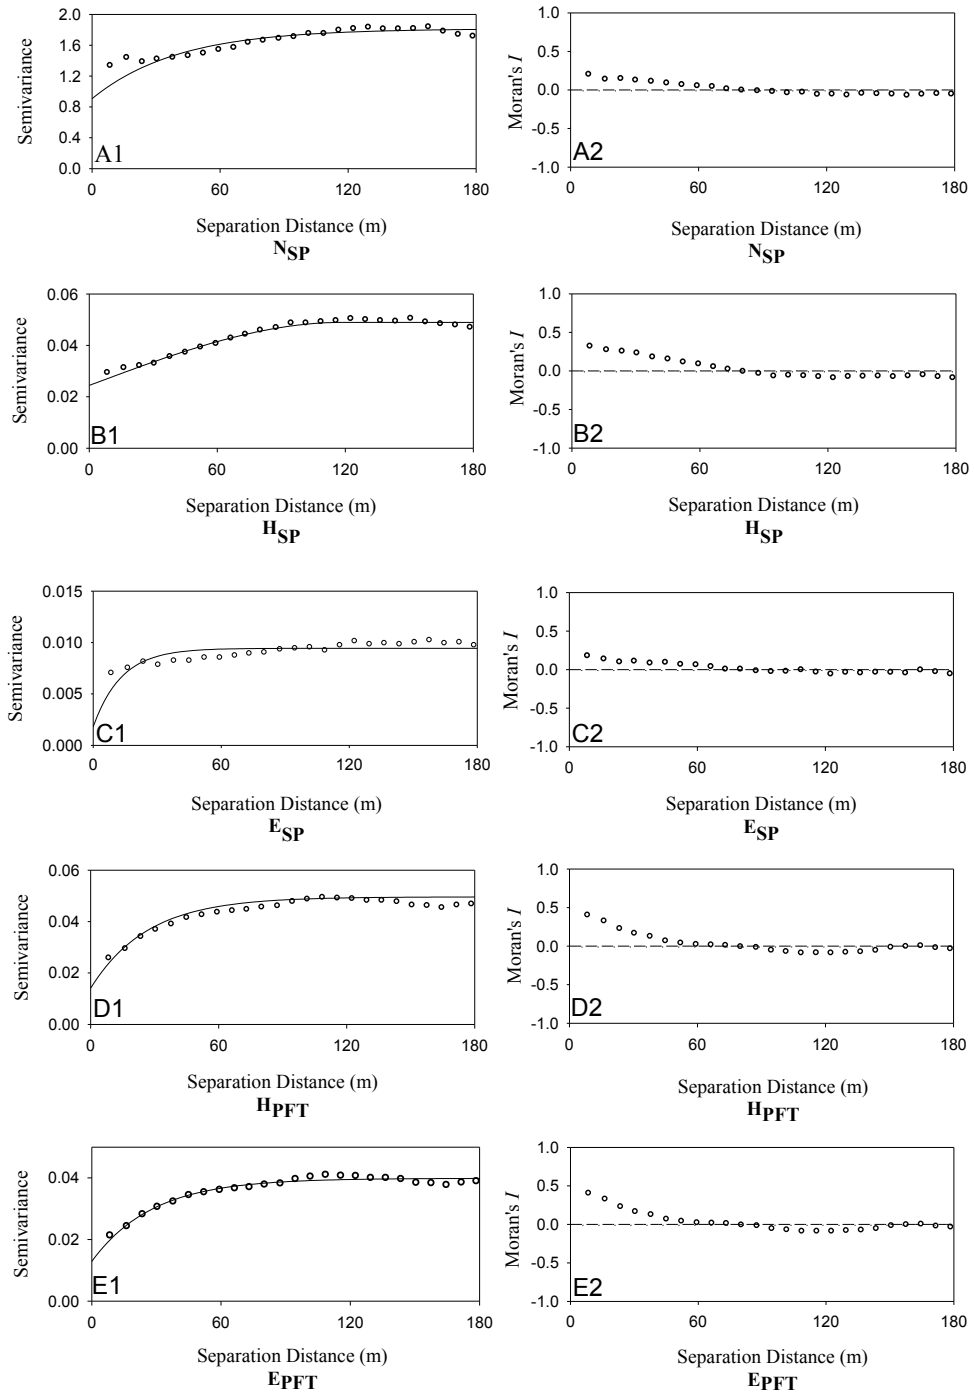 2.0
1.6
1.2
0.8
0.4
0.0
Semivariance
A1
0 60 120 180
Separation Distance (m)
NSP
1.0
0.5
0.0
-0.5
-1.0
Moran's I
A2
0 60 120 180
Separation Distance (m)
NSP
0.06
0.04
0.02
0.00
Semivariance
B1
0 60 120 180
Separation Distance (m)
HSP
1.0
0.5
0.0
-0.5
-1.0
Moran's I
B2
0 60 120 180
Separation Distance (m)
HSP
0.015
0.010
0.005
0.000
Semivariance
C1
0 60 120 180
Separation Distance (m)
ESP
1.0
0.5
0.0
-0.5
-1.0
Moran's I
C2
0 60 120 180
Separation Distance (m)
ESP
0.06
0.04
0.02
0.00
Semivariance
D1
0 60 120 180
Separation Distance (m)
HPFT
1.0
0.5
0.0
-0.5
-1.0
Moran's I
D2
0 60 120 180
Separation Distance (m)
HPFT
0.04
0.02
0.00
Semivariance
E1
0 60 120 180
Separation Distance (m)
EPFT
1.0
0.5
0.0
-0.5
-1.0
Moran's I
E2
0 60 120 180
Separation Distance (m)
EPFT